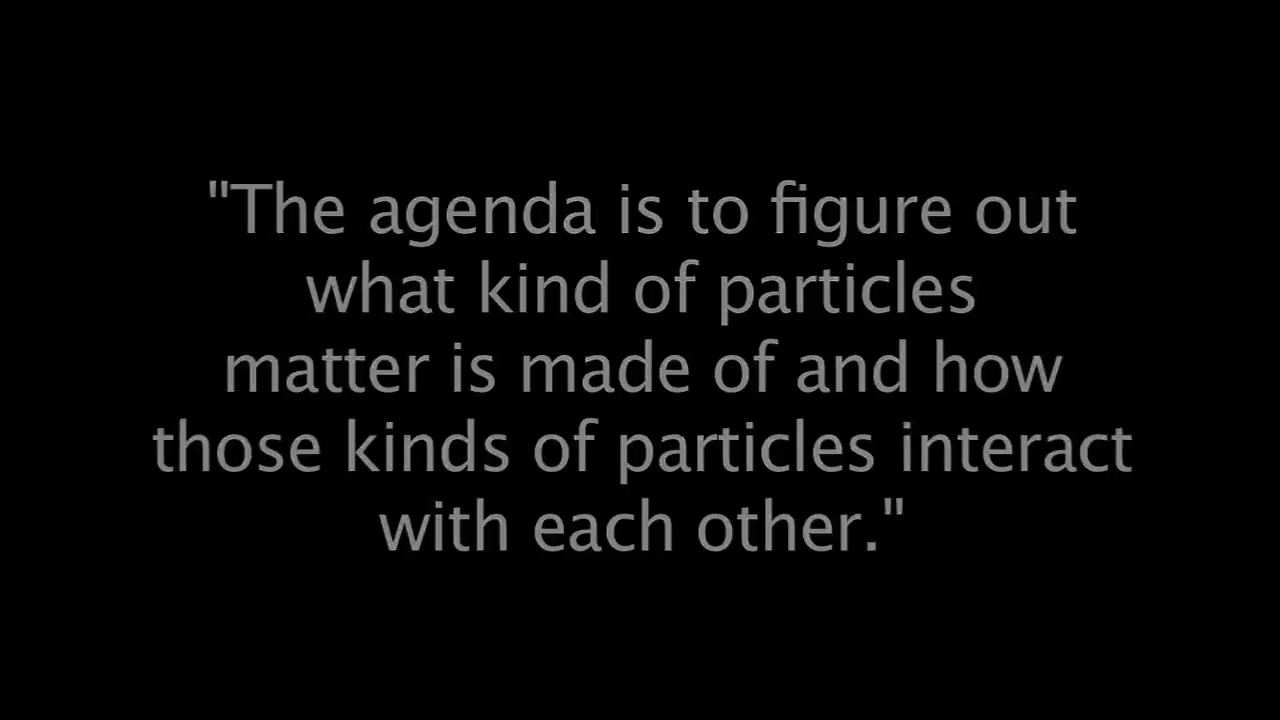 "The agenda is to figure out
what kind of particles
matter is made of and how
those kinds of particles interact
with each other."